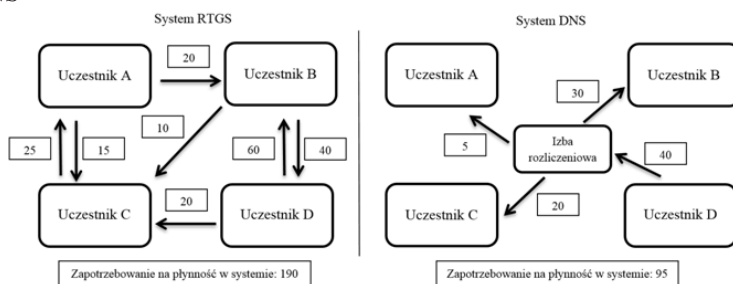 System RTGS
Uczestnik A
20
Uczestnik B
25
15
10
60
40
Uczestnik C
20
Uczestnik D
Zapotrzebowanie na płynność w systemie: 190
System DNS
Uczestnik A
Uczestnik B
30
5
Izba
rozliczeniowa
40
Uczestnik C
20
Uczestnik D
Zapotrzebowanie na płynność w systemie: 95